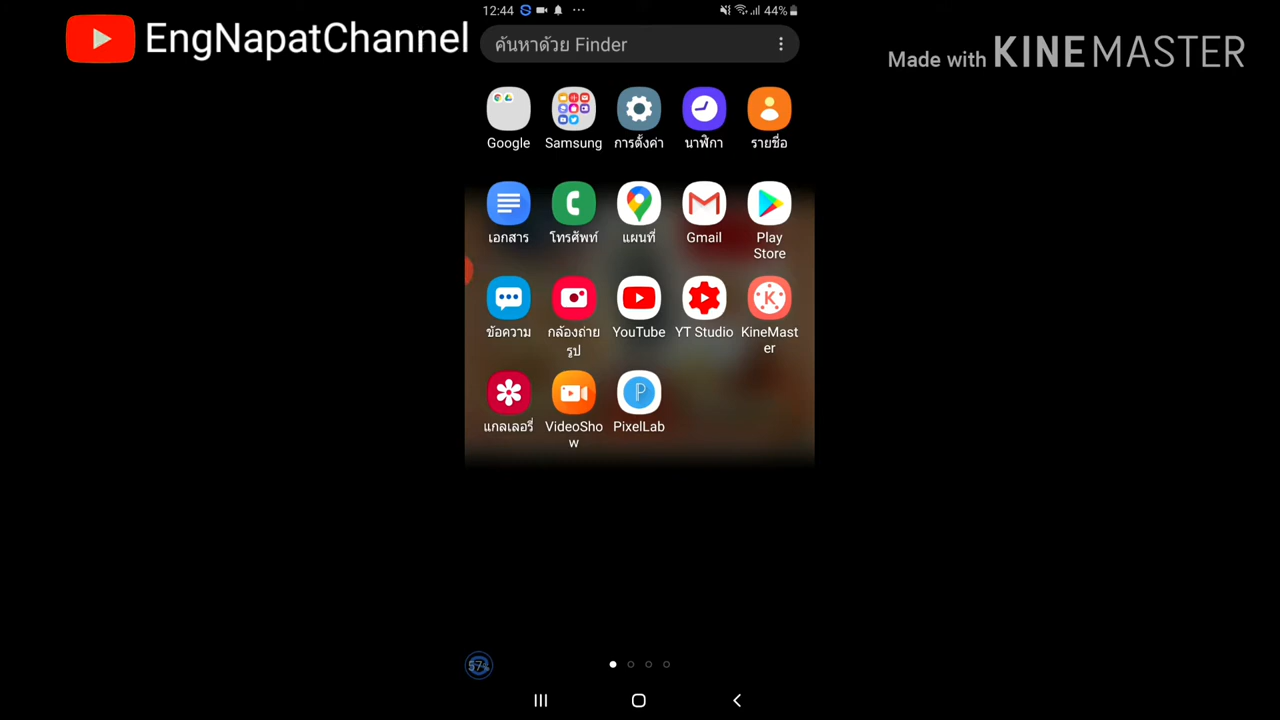 EngNapatChannel
Made with KINEMASTER
12:44
44%
ค้นหาด้วย Finder
Google
Samsung
การตั้งค่า
นาฬิกา
รายชื่อ
เอกสาร
โทรศัพท์
แผนที่
Gmail
Play
Store
ข้อความ
กล้องถ่าย
รูป
YouTube
YT Studio
KineMast
er
แกลเลอรี่
VideoSho
w
PixelLab